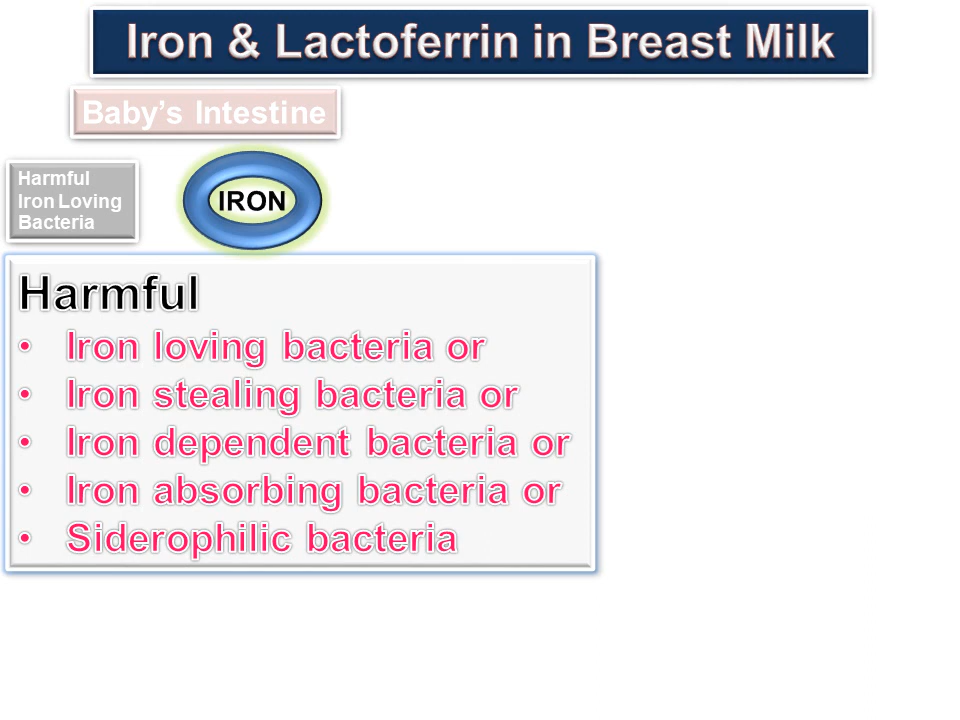 Iron & Lactoferrin in Breast Milk
Baby’s Intestine
Harmful
Iron Loving
Bacteria
IRON
Harmful
• Iron loving bacteria or
• Iron stealing bacteria or
• Iron dependent bacteria or
• Iron absorbing bacteria or
• Siderophilic bacteria